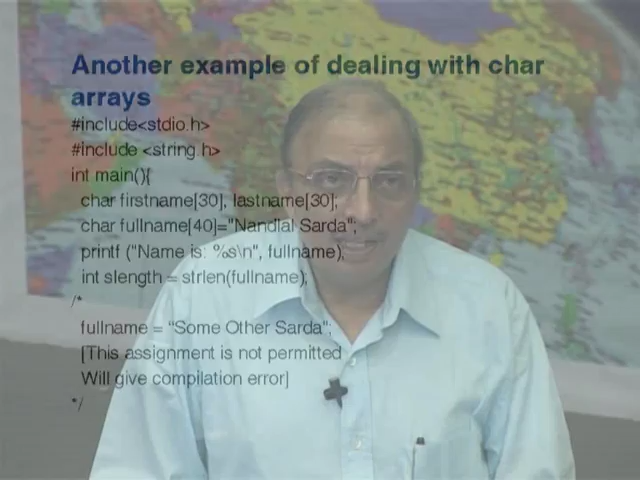 Another example of dealing with char
arrays
#include<stdio.h>
#include <string.h>
int main(){
char firstname[30], lastname[30];
char fullname[40]="Nandlal Sarda";
printf ("Name is: %s\n", fullname);
int slength = strlen(fullname);
/*
fullname = "Some Other Sarda";
[This assignment is not permitted
Will give compilation error]
*/